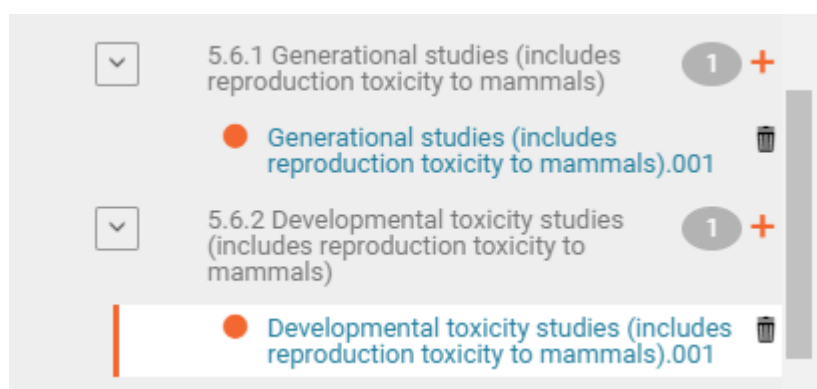 5.6.1 Generational studies (includes
reproduction toxicity to mammals)
1 +
Generational studies (includes
reproduction toxicity to mammals).001
5.6.2 Developmental toxicity studies
(includes reproduction toxicity to
mammals)
1 +
Developmental toxicity studies (includes
reproduction toxicity to mammals).001